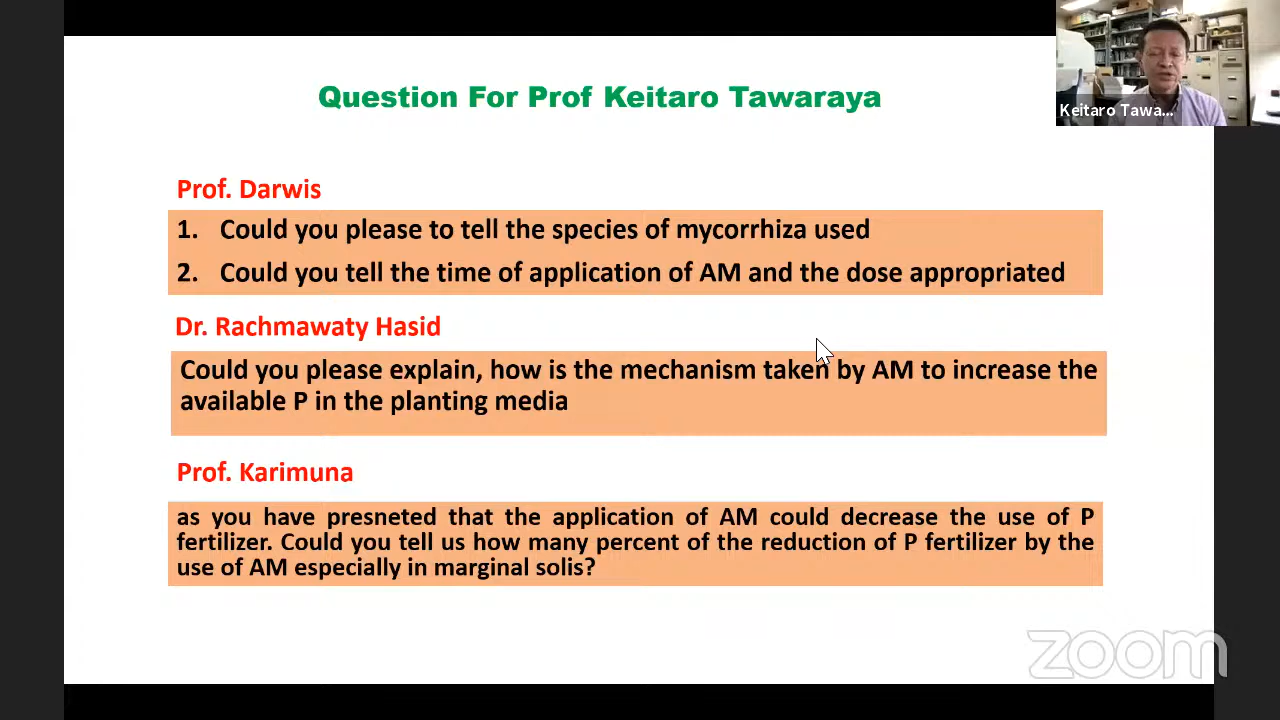 Question For Prof Keitaro Tawaraya
Keitaro Tawa...
Prof. Darwis
1. Could you please to tell the species of mycorrhiza used
2. Could you tell the time of application of AM and the dose appropriated
Dr. Rachmawaty Hasid
Could you please explain, how is the mechanism taken by AM to increase the
available P in the planting media
Prof. Karimuna
as you have presneted that the application of AM could decrease the use of P
fertilizer. Could you tell us how many percent of the reduction of P fertilizer by the
use of AM especially in marginal solis?
zoom